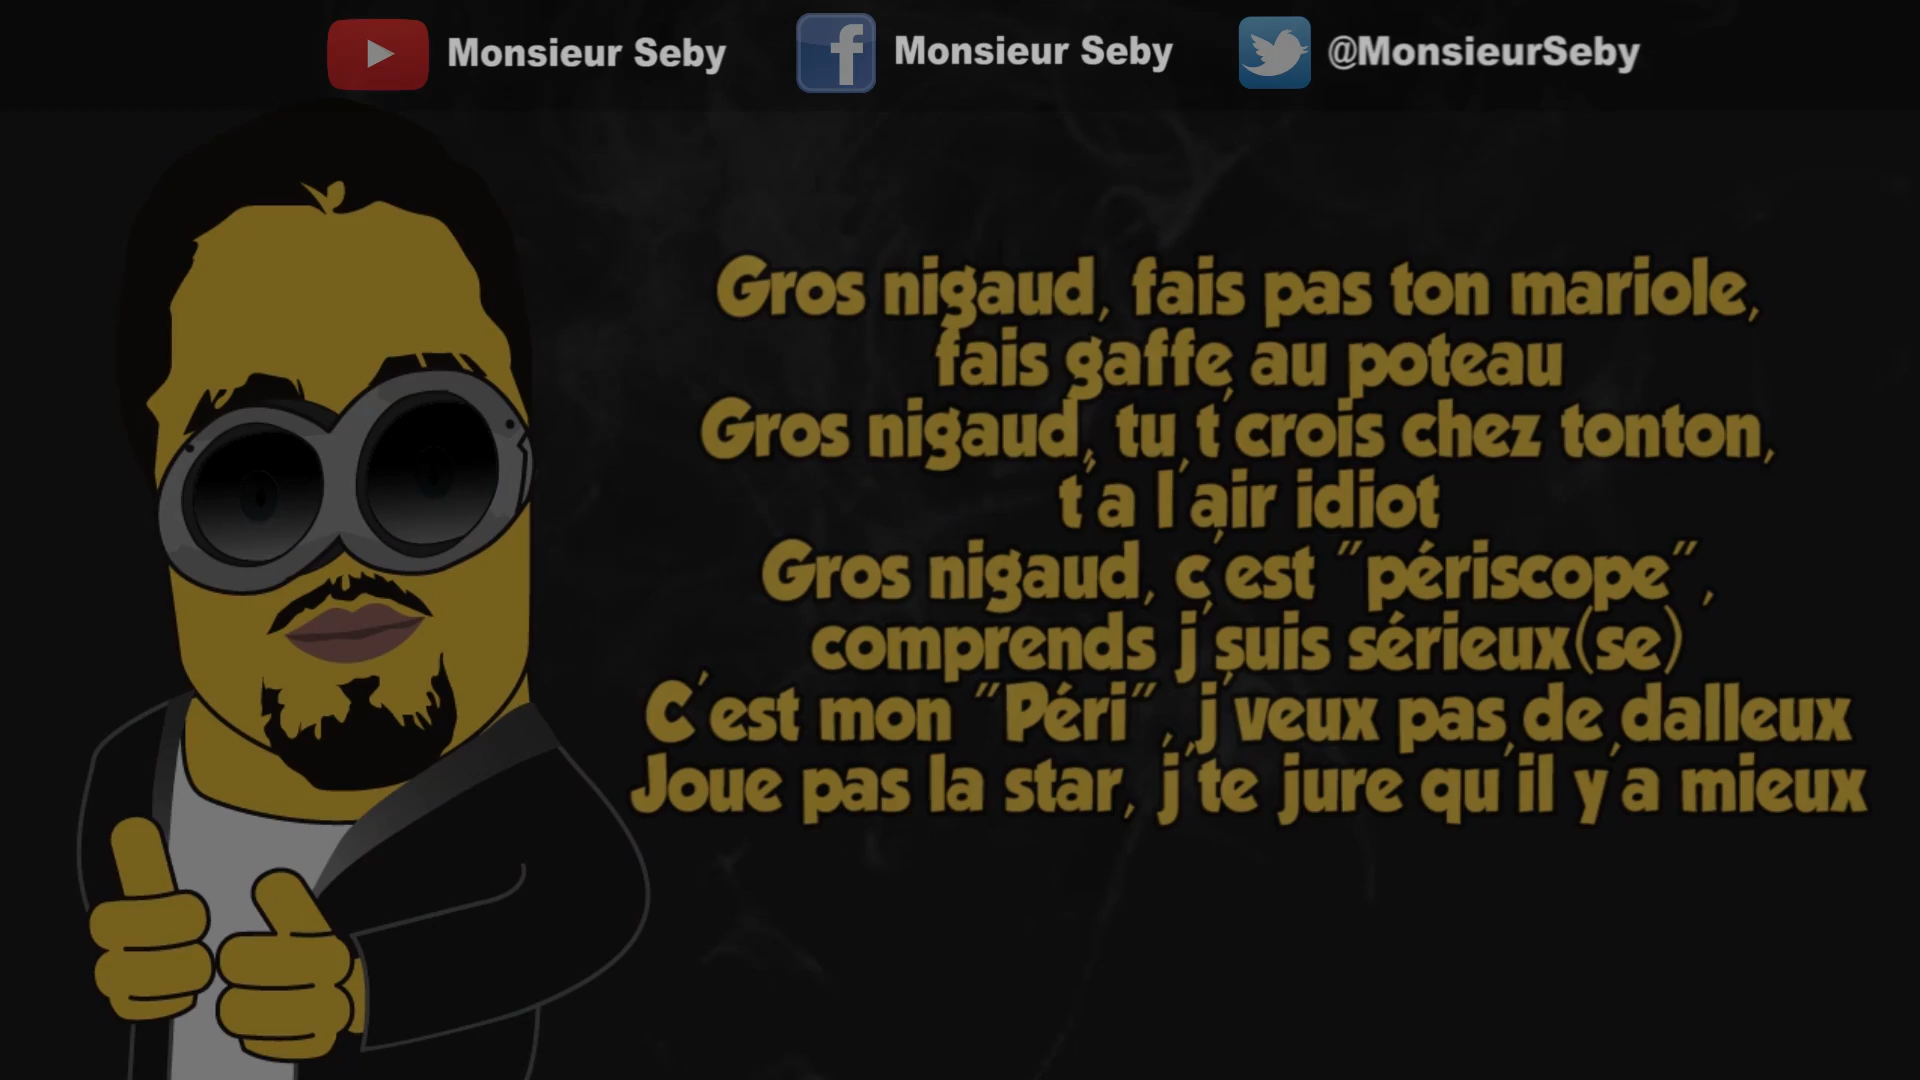 Monsieur Seby
Monsieur Seby
@MonsieurSeby
Gros nigaud, fais pas ton mariole,
fais gaffe au poteau
Gros nigaud, tu t'crois chez tonton,
t'a l'air idiot
Gros nigaud, c'est "périscope",
comprends j'suis sérieux(se)
C'est mon "Péri", j'veux pas de dalleux
Joue pas la star, j'te jure qu'il y'a mieux